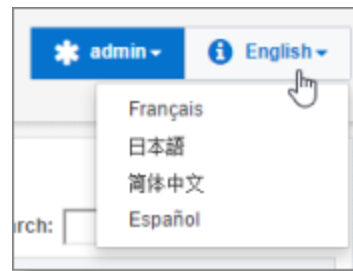 admin
English
Français
日本語
简体中文
Español
rch: